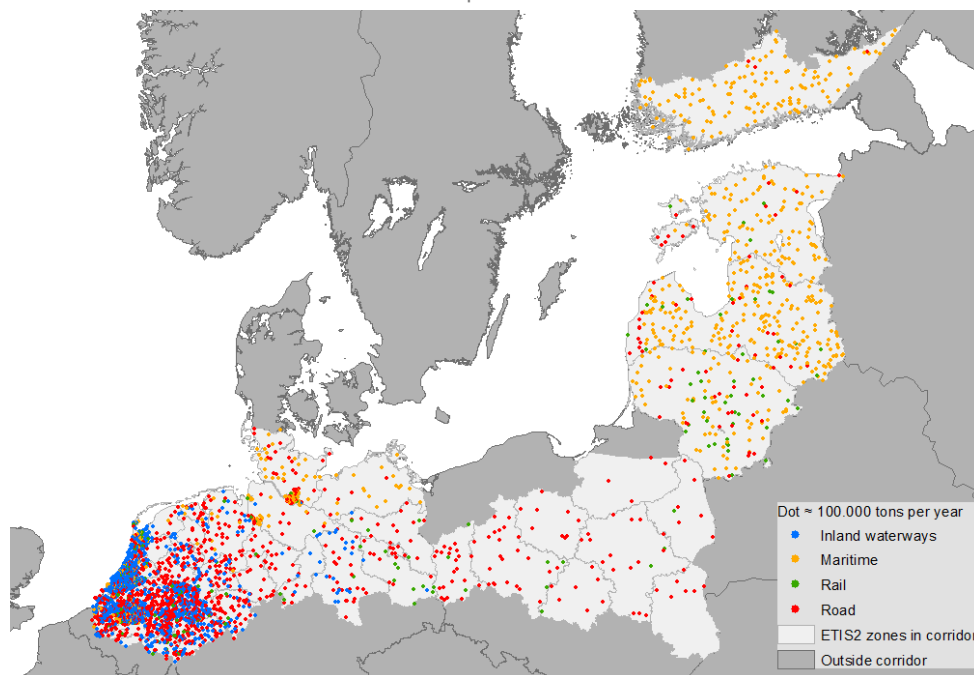 Dot ≈ 100.000 tons per year
Inland waterways
Maritime
Rail
Road
ETIS2 zones in corridor
Outside corridor